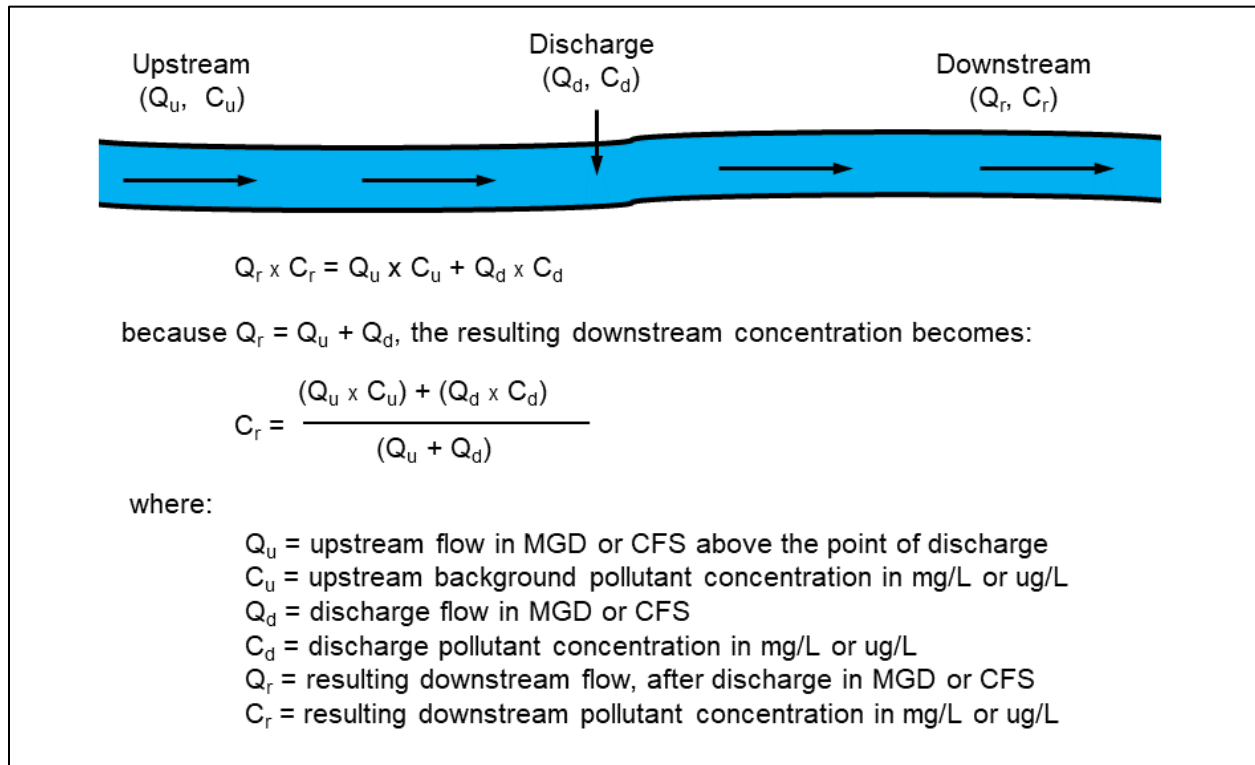 Upstream
(Qu, Cu)
Discharge
(Qd, Cd)
Downstream
(Qr, Cr)
Qr x Cr = Qu x Cu + Qd x Cd
because Qr = Qu + Qd, the resulting downstream concentration becomes:
Cr = (Qu x Cu) + (Qd x Cd)
(Qu + Qd)
where:
Qu = upstream flow in MGD or CFS above the point of discharge
Cu = upstream background pollutant concentration in mg/L or ug/L
Qd = discharge flow in MGD or CFS
Cd = discharge pollutant concentration in mg/L or ug/L
Qr = resulting downstream flow, after discharge in MGD or CFS
Cr = resulting downstream pollutant concentration in mg/L or ug/L